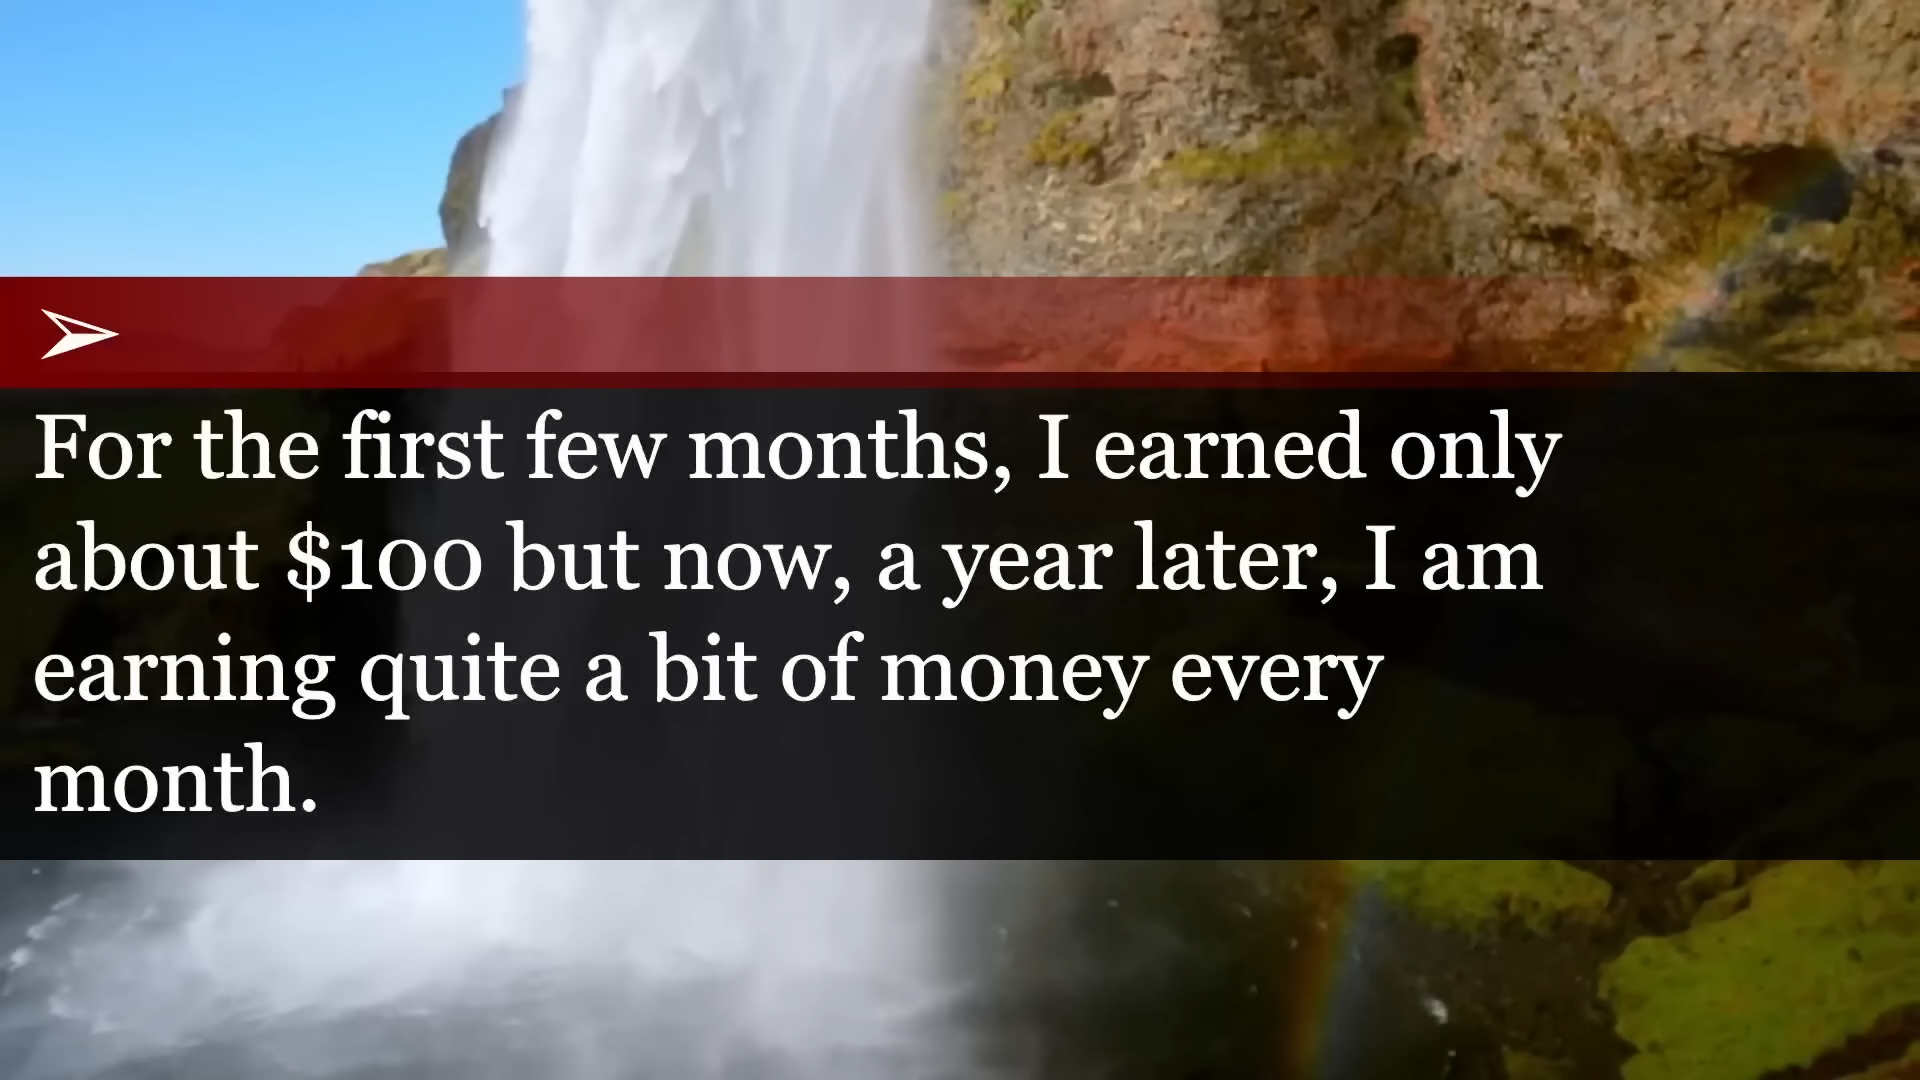 For the first few months, I earned only
about $100 but now, a year later, I am
earning quite a bit of money every
month.